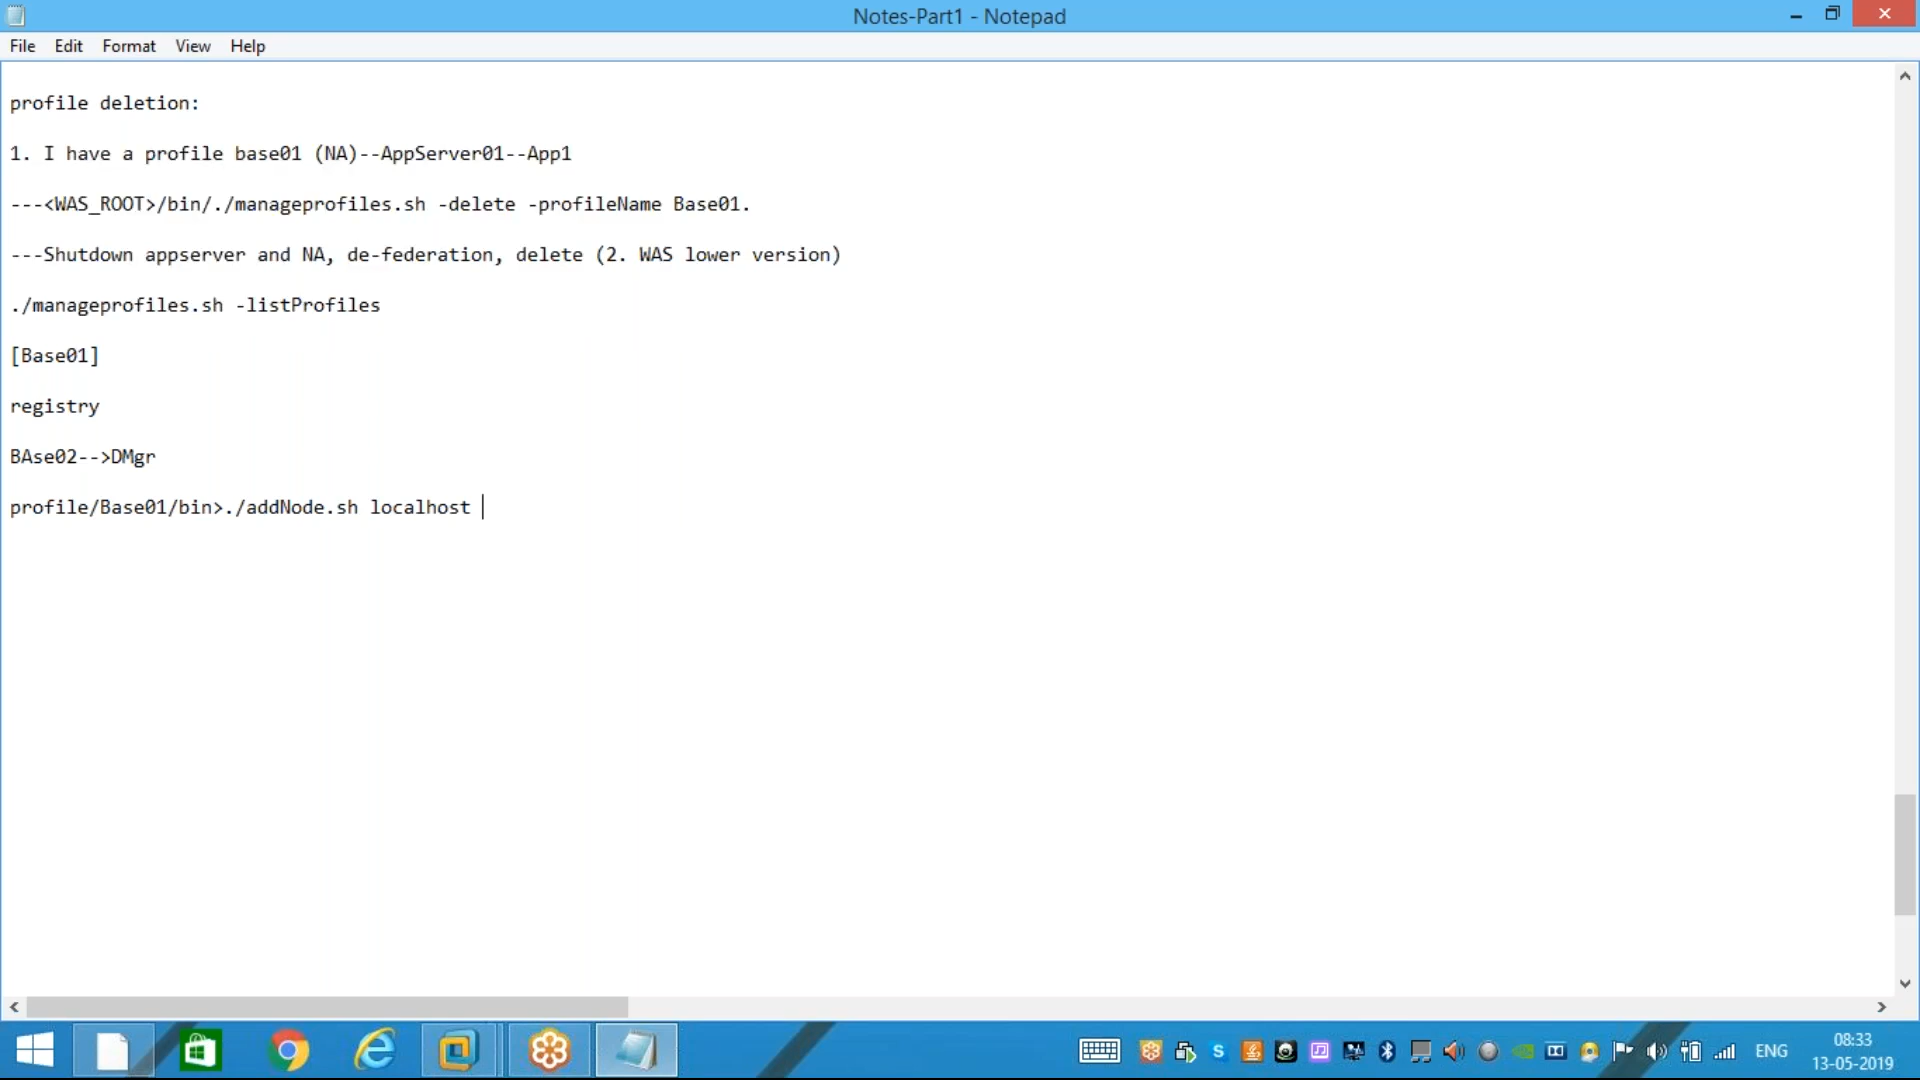 Notes-Part1 - Notepad
File Edit Format View Help
profile deletion:
1. I have a profile base01 (NA)--AppServer01--App1
---<WAS_ROOT>/bin/./manageprofiles.sh -delete -profileName Base01.
---Shutdown appserver and NA, de-federation, delete (2. WAS lower version)
./manageprofiles.sh -listProfiles
[Base01]
registry
BAse02-->DMgr
profile/Base01/bin>./addNode.sh localhost
ENG
08:33
13-05-2019